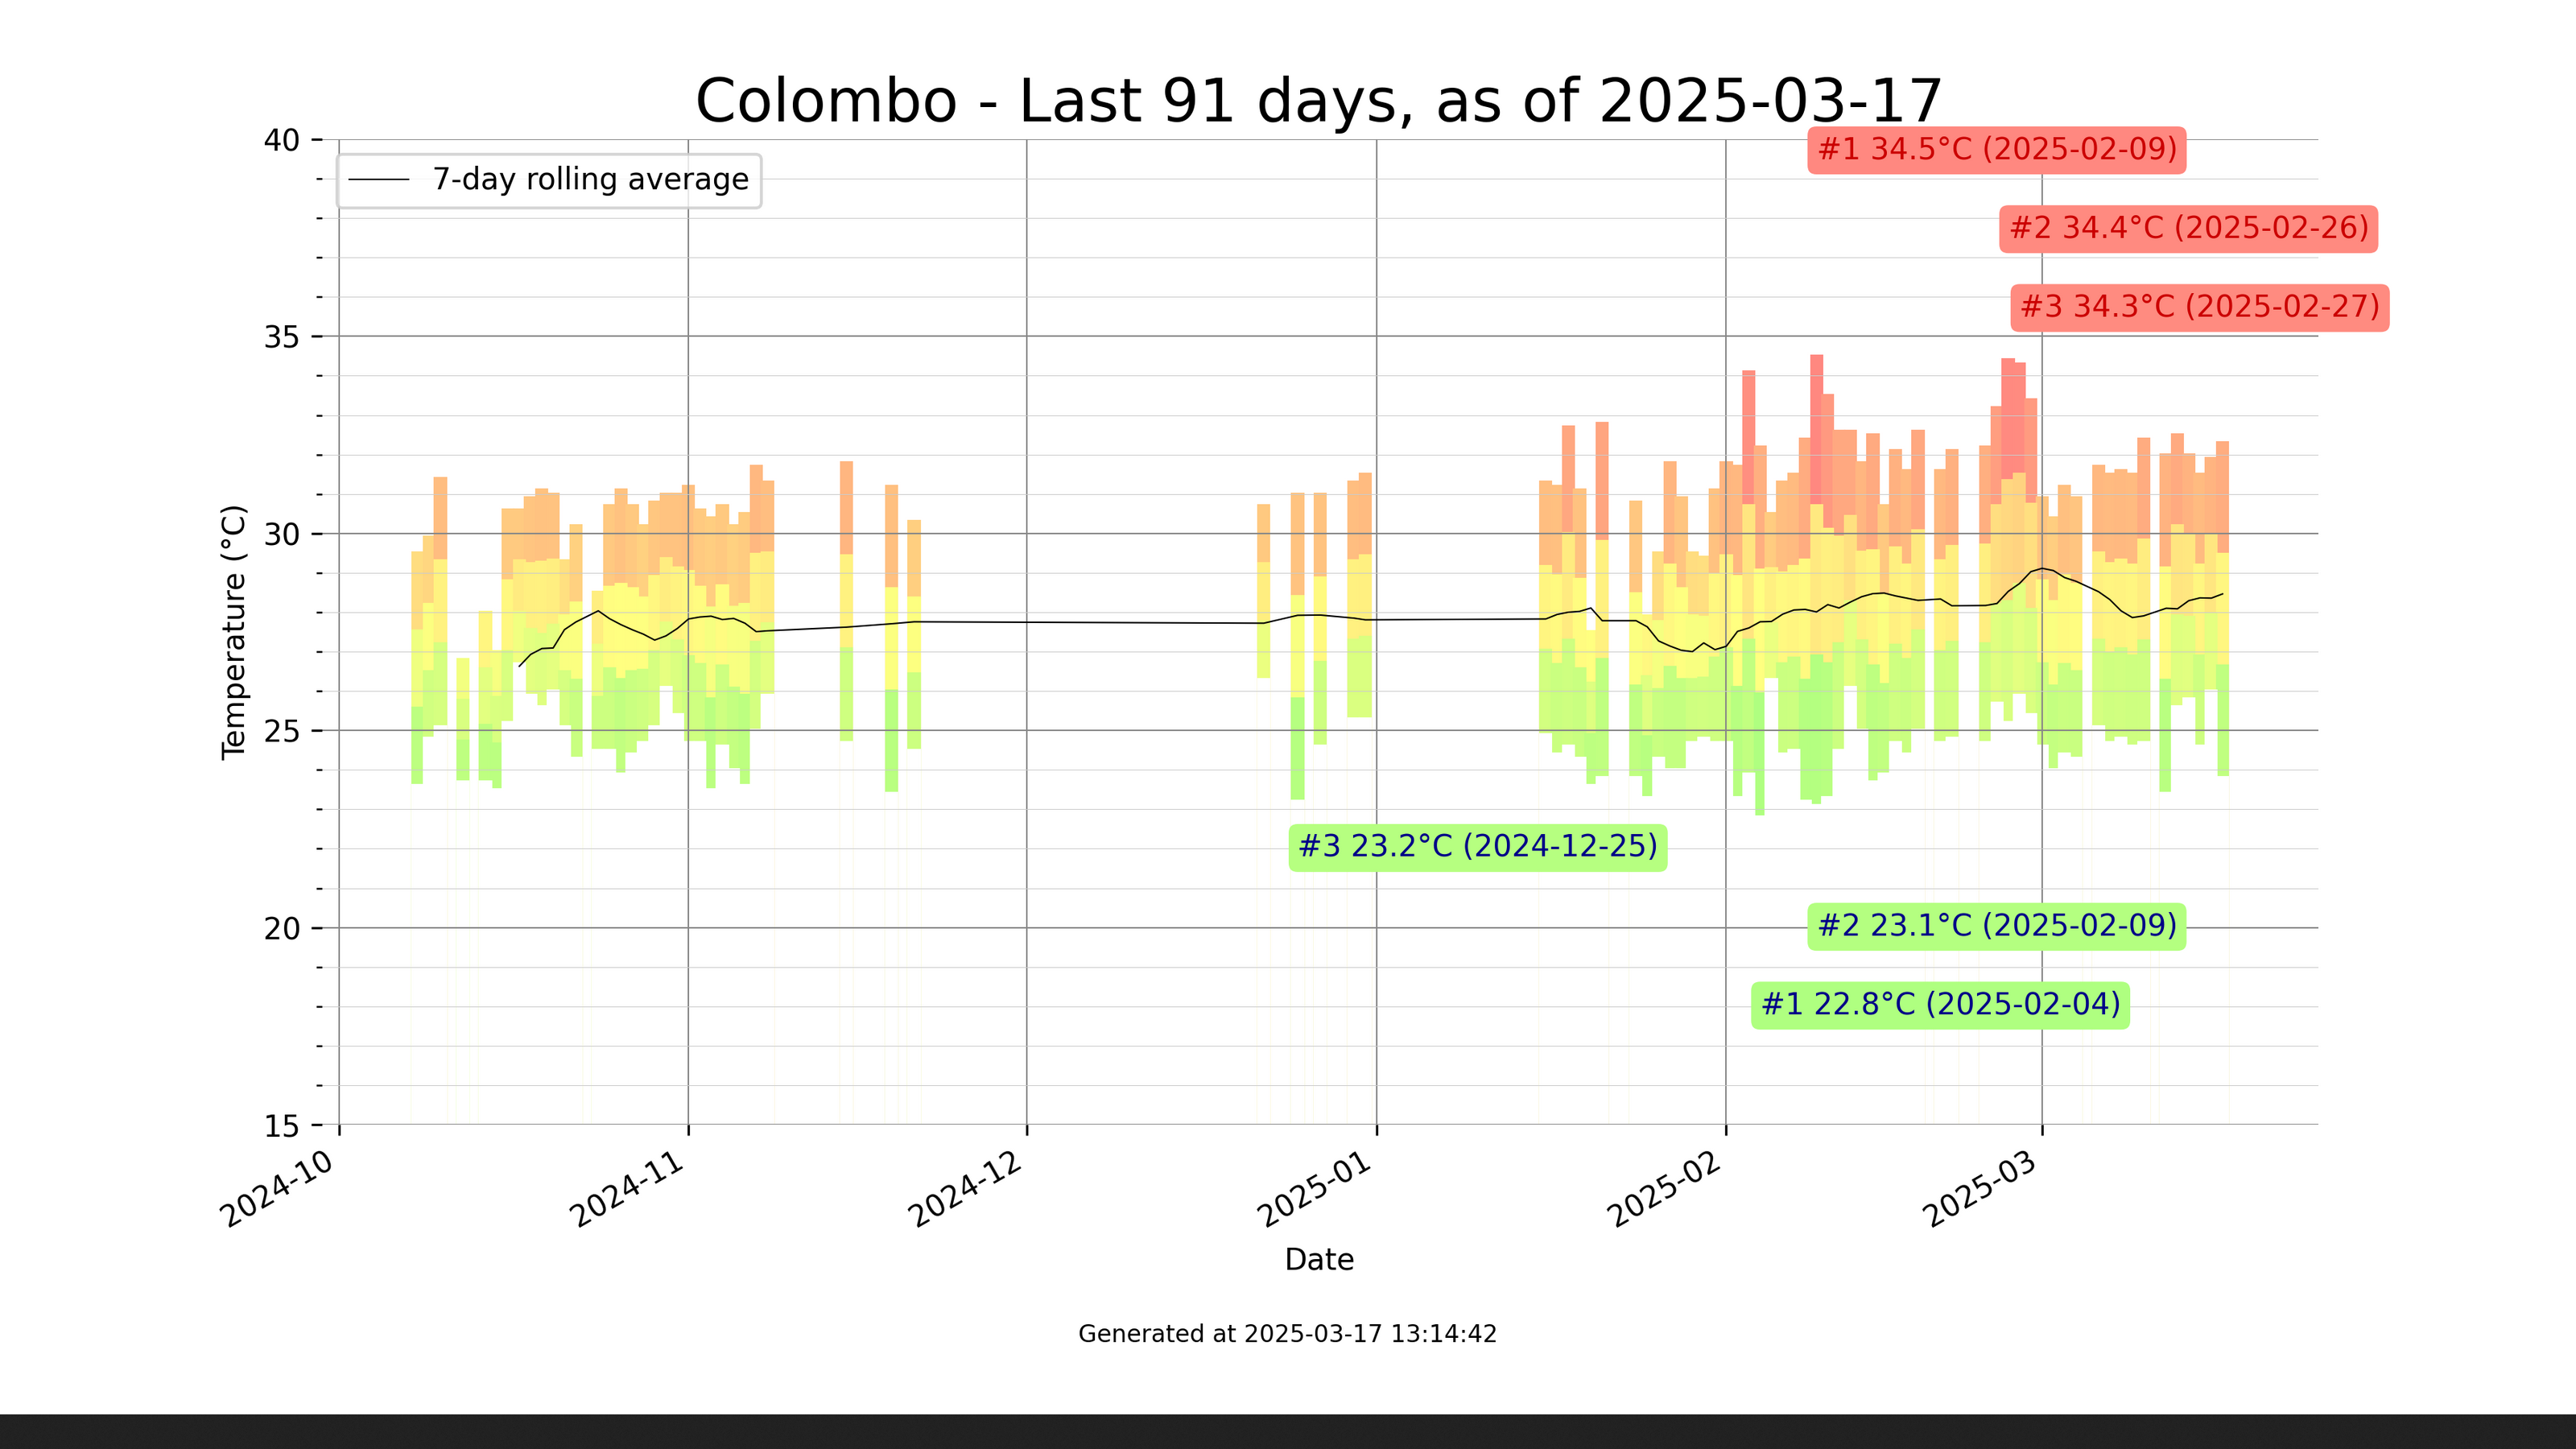 Colombo - Last 91 days, as of 2025-03-17
40
#1 34.5°C (2025-02-09)
7-day rolling average
#2 34.4°C (2025-02-26)
#3 34.3°C (2025-02-27)
35
30
Temperature (°C)
25
#3 23.2°C (2024-12-25)
20
#2 23.1°C (2025-02-09)
#1 22.8°C (2025-02-04)
15
2024-10
2024-11
2024-12
2025-01
2025-02
2025-03
Date
Generated at 2025-03-17 13:14:42